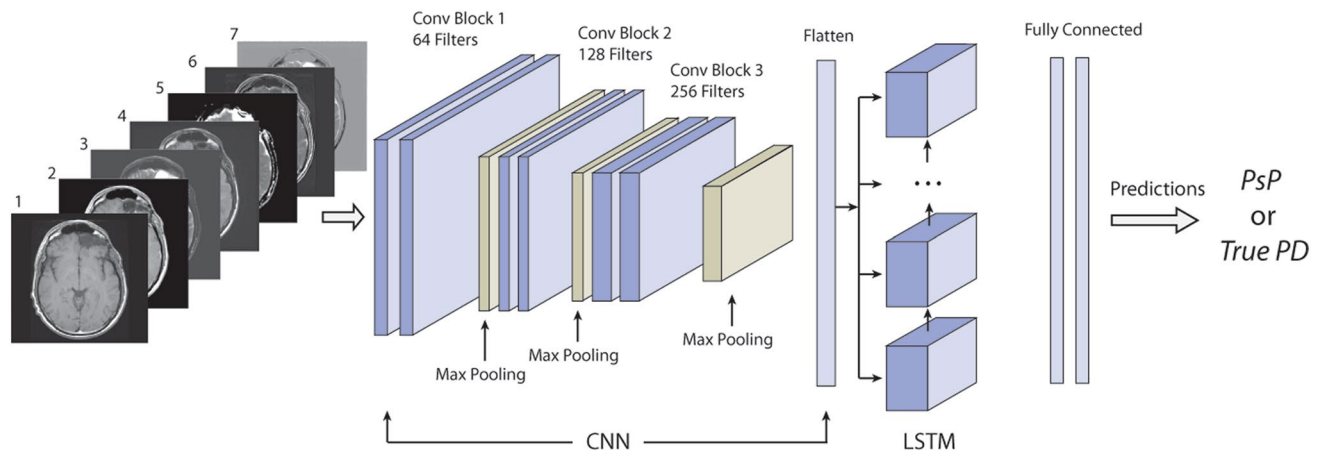 7
6
5
4
3
2
1
Conv Block 1
64 Filters
Conv Block 2
128 Filters
Conv Block 3
256 Filters
Max Pooling
Max Pooling
Max Pooling
CNN
Flatten
...
LSTM
Fully Connected
Predictions
PsP
or
True PD